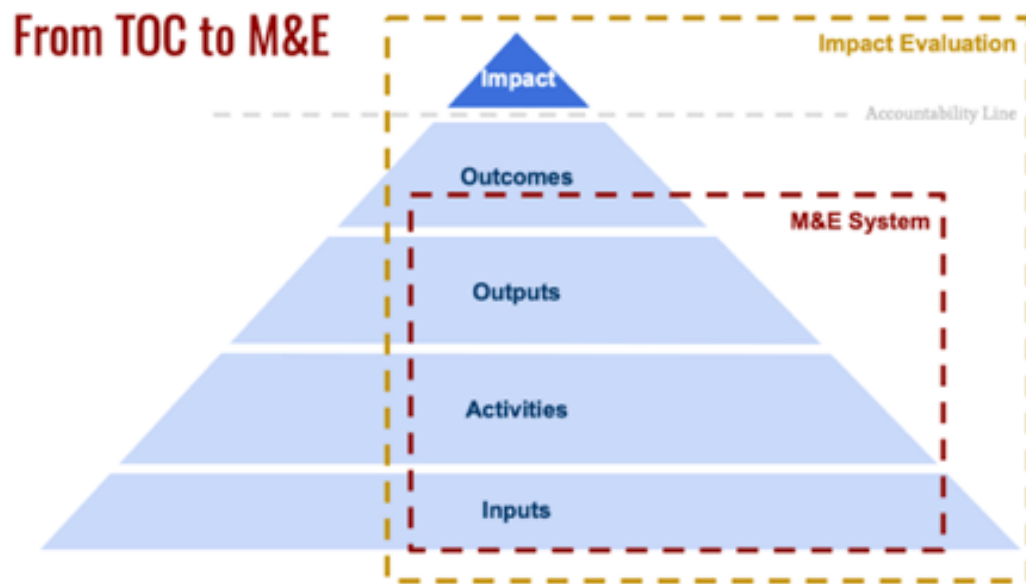 From TOC to M&E
Impact Evaluation
Impact
Accountability Line
Outcomes
M&E System
Outputs
Activities
Inputs